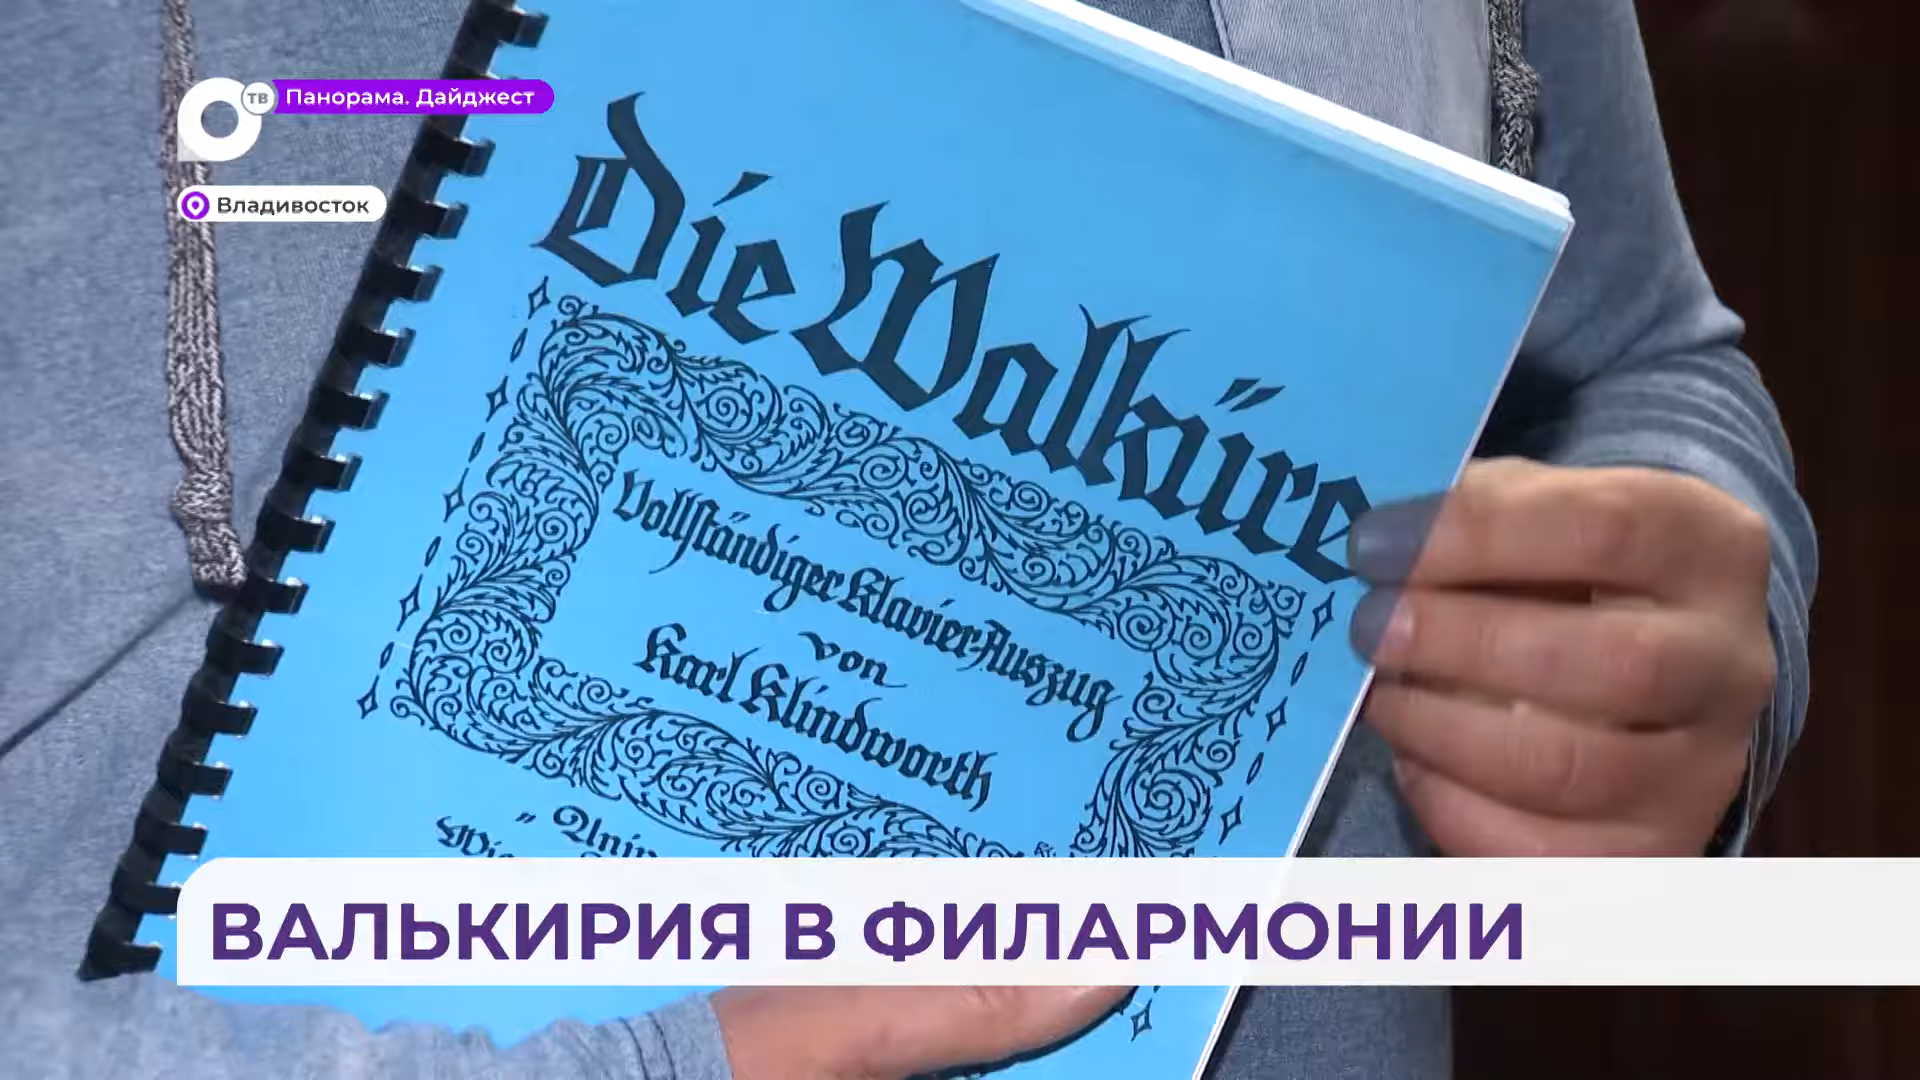 ТВ
Панорама. Дайджест
Владивосток
Die Walküre
Vollständiger Klavier-Auszug
von
Karl Klindworth
ВАЛЬКИРИЯ В ФИЛАРМОНИИ